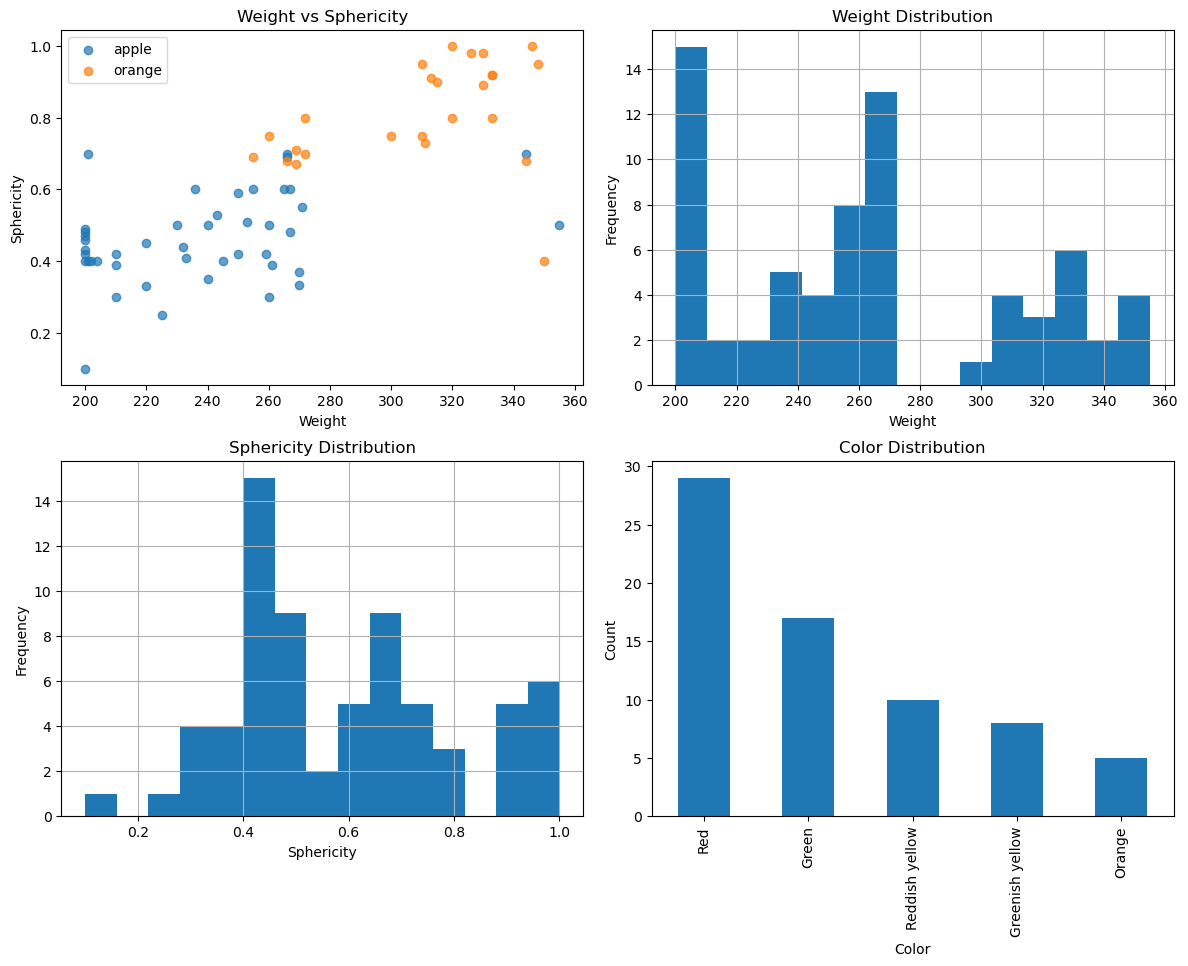 Weight vs Sphericity
apple
orange
1.0
0.8
0.6
0.4
0.2
Sphericity
200 220 240 260 280 300 320 340 360
Weight
Weight Distribution
14
12
10
8
6
4
2
0
Frequency
200 220 240 260 280 300 320 340 360
Weight
Sphericity Distribution
14
12
10
8
6
4
2
0
Frequency
0.2 0.4 0.6 0.8 1.0
Sphericity
Color Distribution
30
25
20
15
10
5
0
Count
Red
Green
Reddish yellow
Greenish yellow
Orange
Color